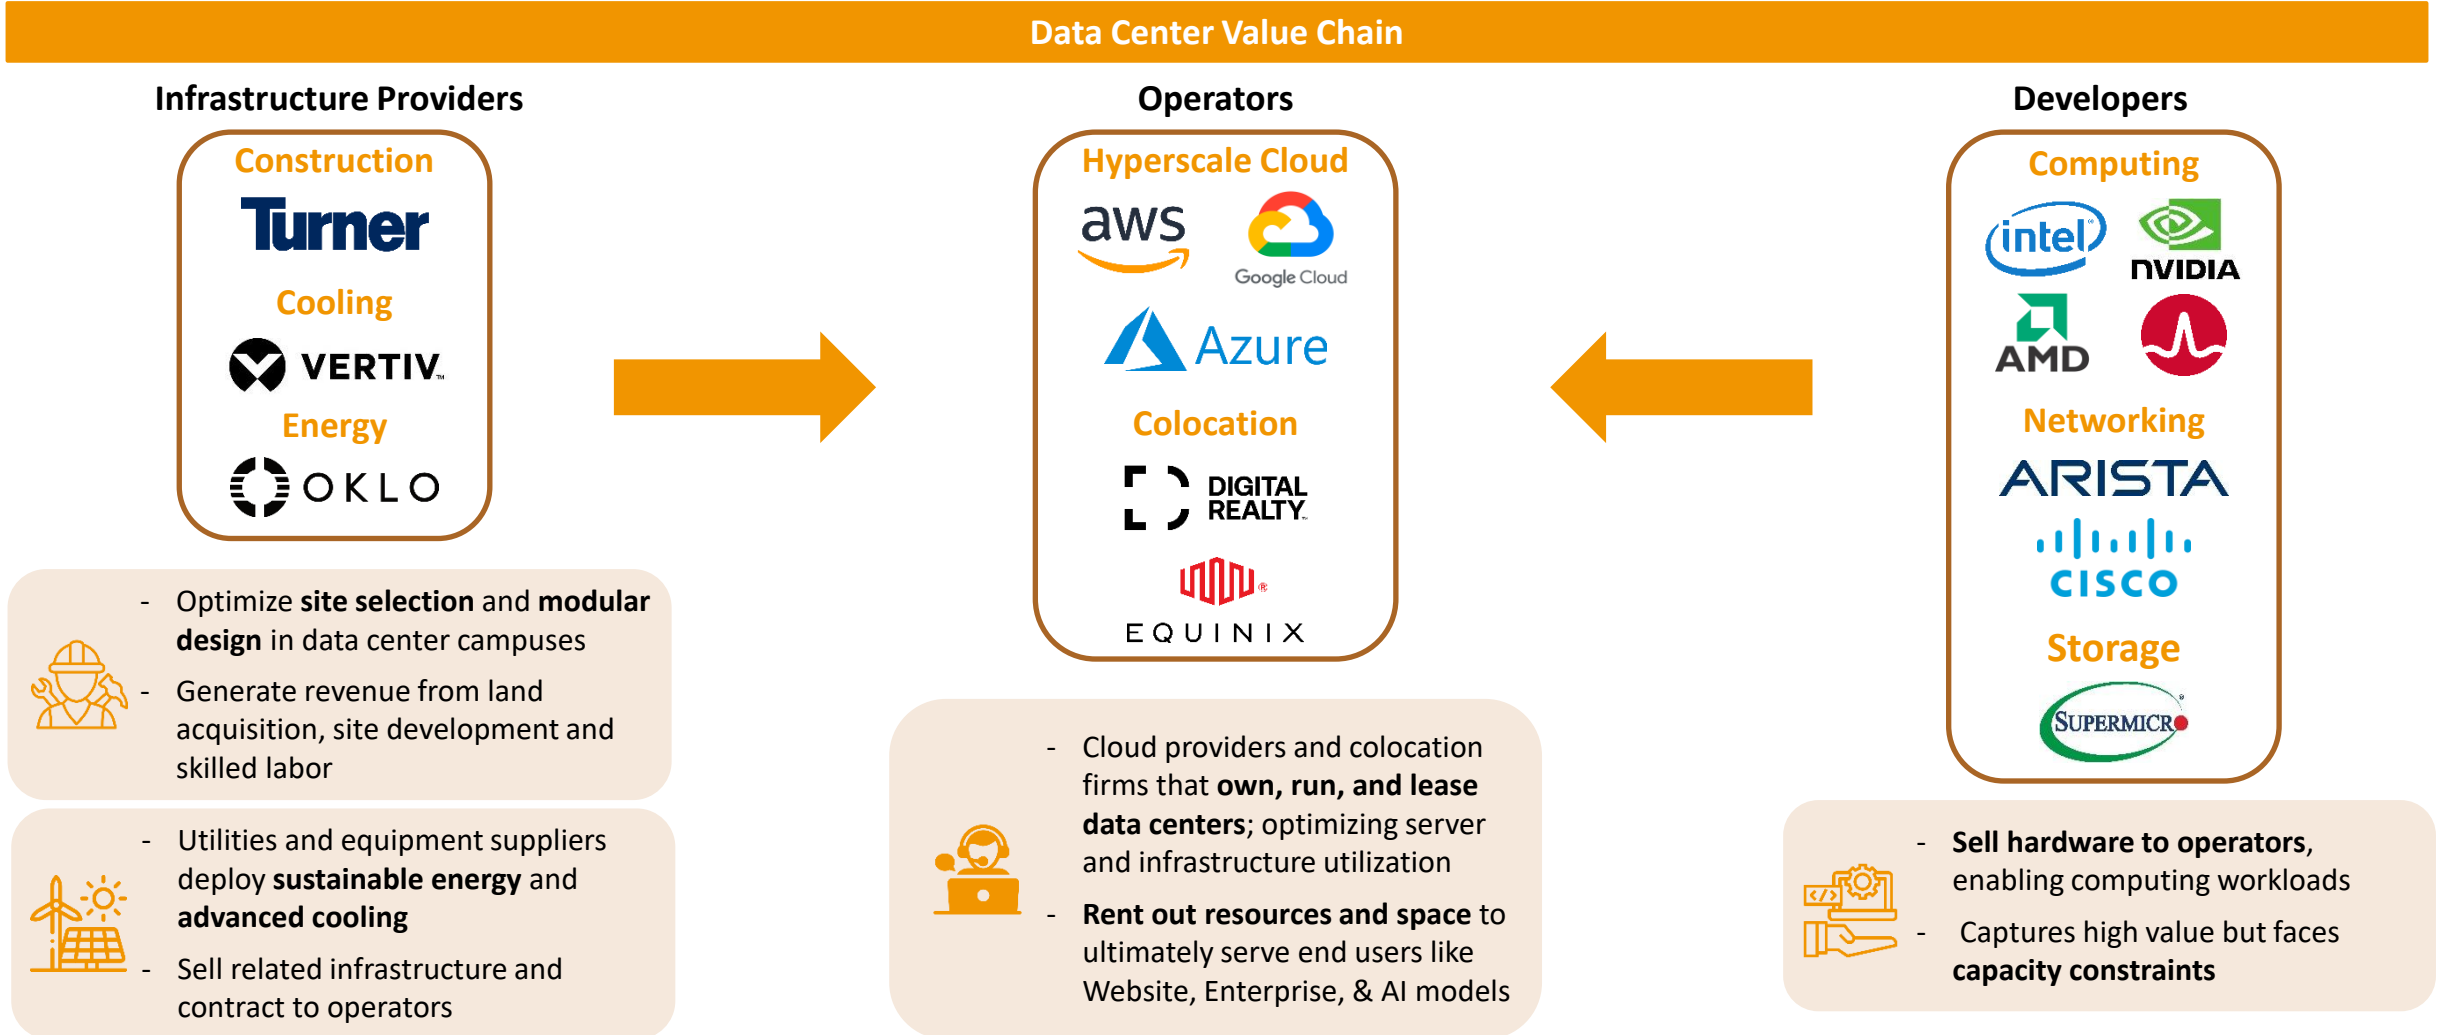 Data Center Value Chain
Infrastructure Providers
Construction
Turner
Cooling
VERTIV™
Energy
OKLO
- Optimize site selection and modular
design in data center campuses
- Generate revenue from land
acquisition, site development and
skilled labor
- Utilities and equipment suppliers
deploy sustainable energy and
advanced cooling
- Sell related infrastructure and
contract to operators
Operators
Hyperscale Cloud
aws
Google Cloud
Azure
Colocation
DIGITAL
REALTY™
®
EQUINIX
- Cloud providers and colocation
firms that own, run, and lease
data centers; optimizing server
and infrastructure utilization
- Rent out resources and space to
ultimately serve end users like
Website, Enterprise, & AI models
Developers
Computing
intel®
NVIDIA
AMD
Networking
ARISTA
CISCO
Storage
SUPERMICRO®
- Sell hardware to operators,
enabling computing workloads
- Captures high value but faces
capacity constraints